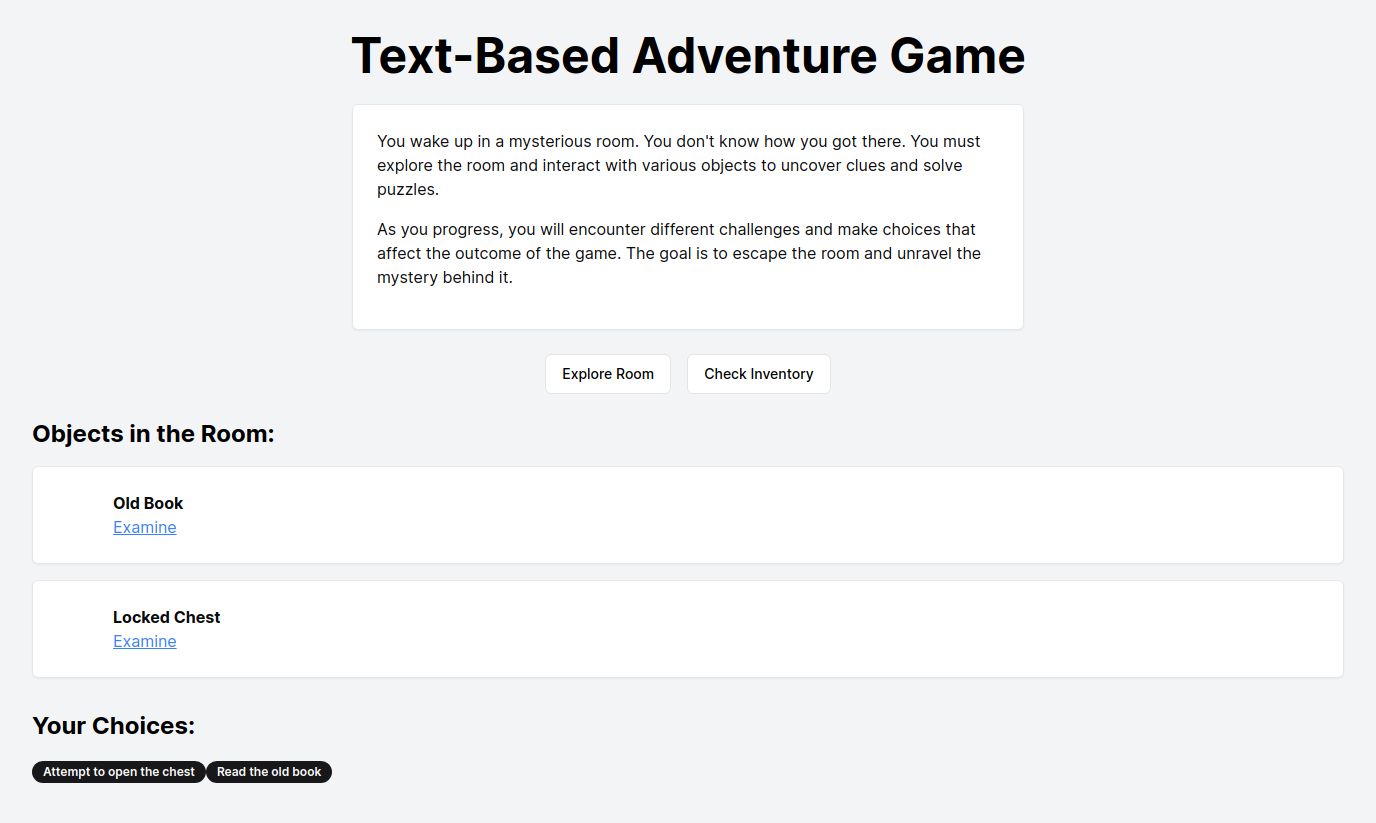 Text-Based Adventure Game
You wake up in a mysterious room. You don't know how you got there. You must
explore the room and interact with various objects to uncover clues and solve
puzzles.
As you progress, you will encounter different challenges and make choices that
affect the outcome of the game. The goal is to escape the room and unravel the
mystery behind it.
Explore Room Check Inventory
Objects in the Room:
Old Book
Examine
Locked Chest
Examine
Your Choices:
Attempt to open the chest Read the old book